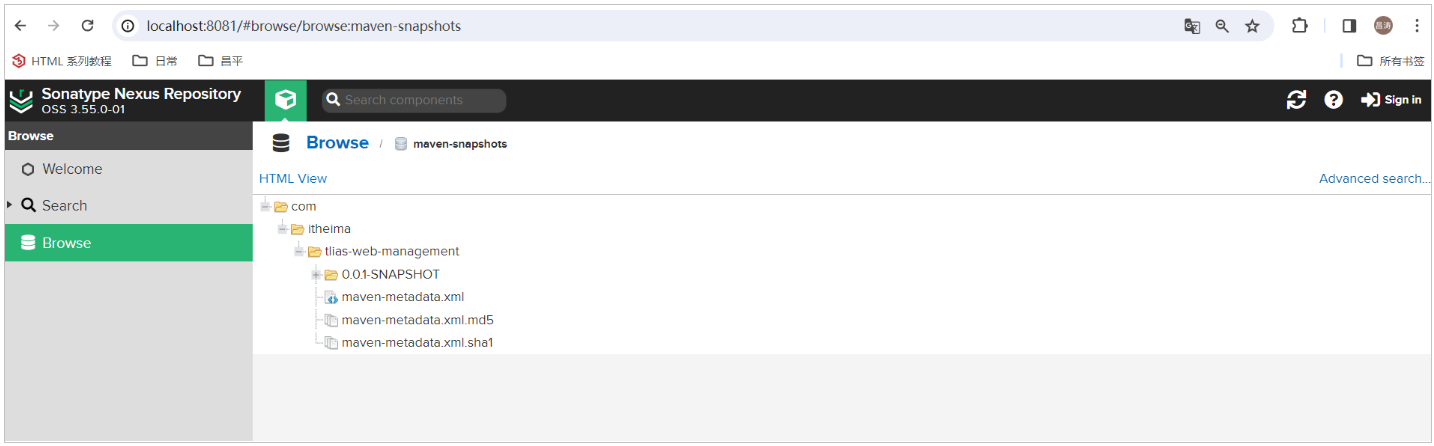 localhost:8081/#browse/browse:maven-snapshots
昌涛
HTML 系列教程 日常 昌平 所有书签
Sonatype Nexus Repository
OSS 3.55.0-01
Search components
Sign in
Browse
Browse / maven-snapshots
Welcome
HTML View Advanced search...
Search
Browse
com
itheima
tlias-web-management
0.0.1-SNAPSHOT
maven-metadata.xml
maven-metadata.xml.md5
maven-metadata.xml.sha1